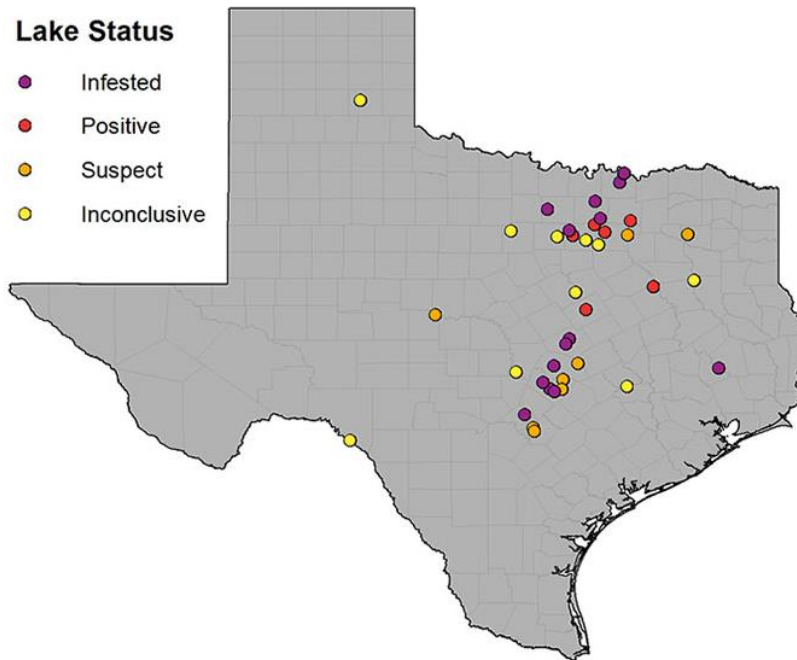 Lake Status
Infested
Positive
Suspect
Inconclusive